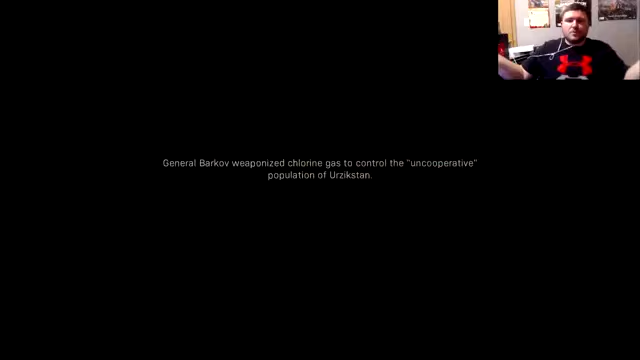 General Barkov weaponized chlorine gas to control the "uncooperative"
population of Urzikstan.